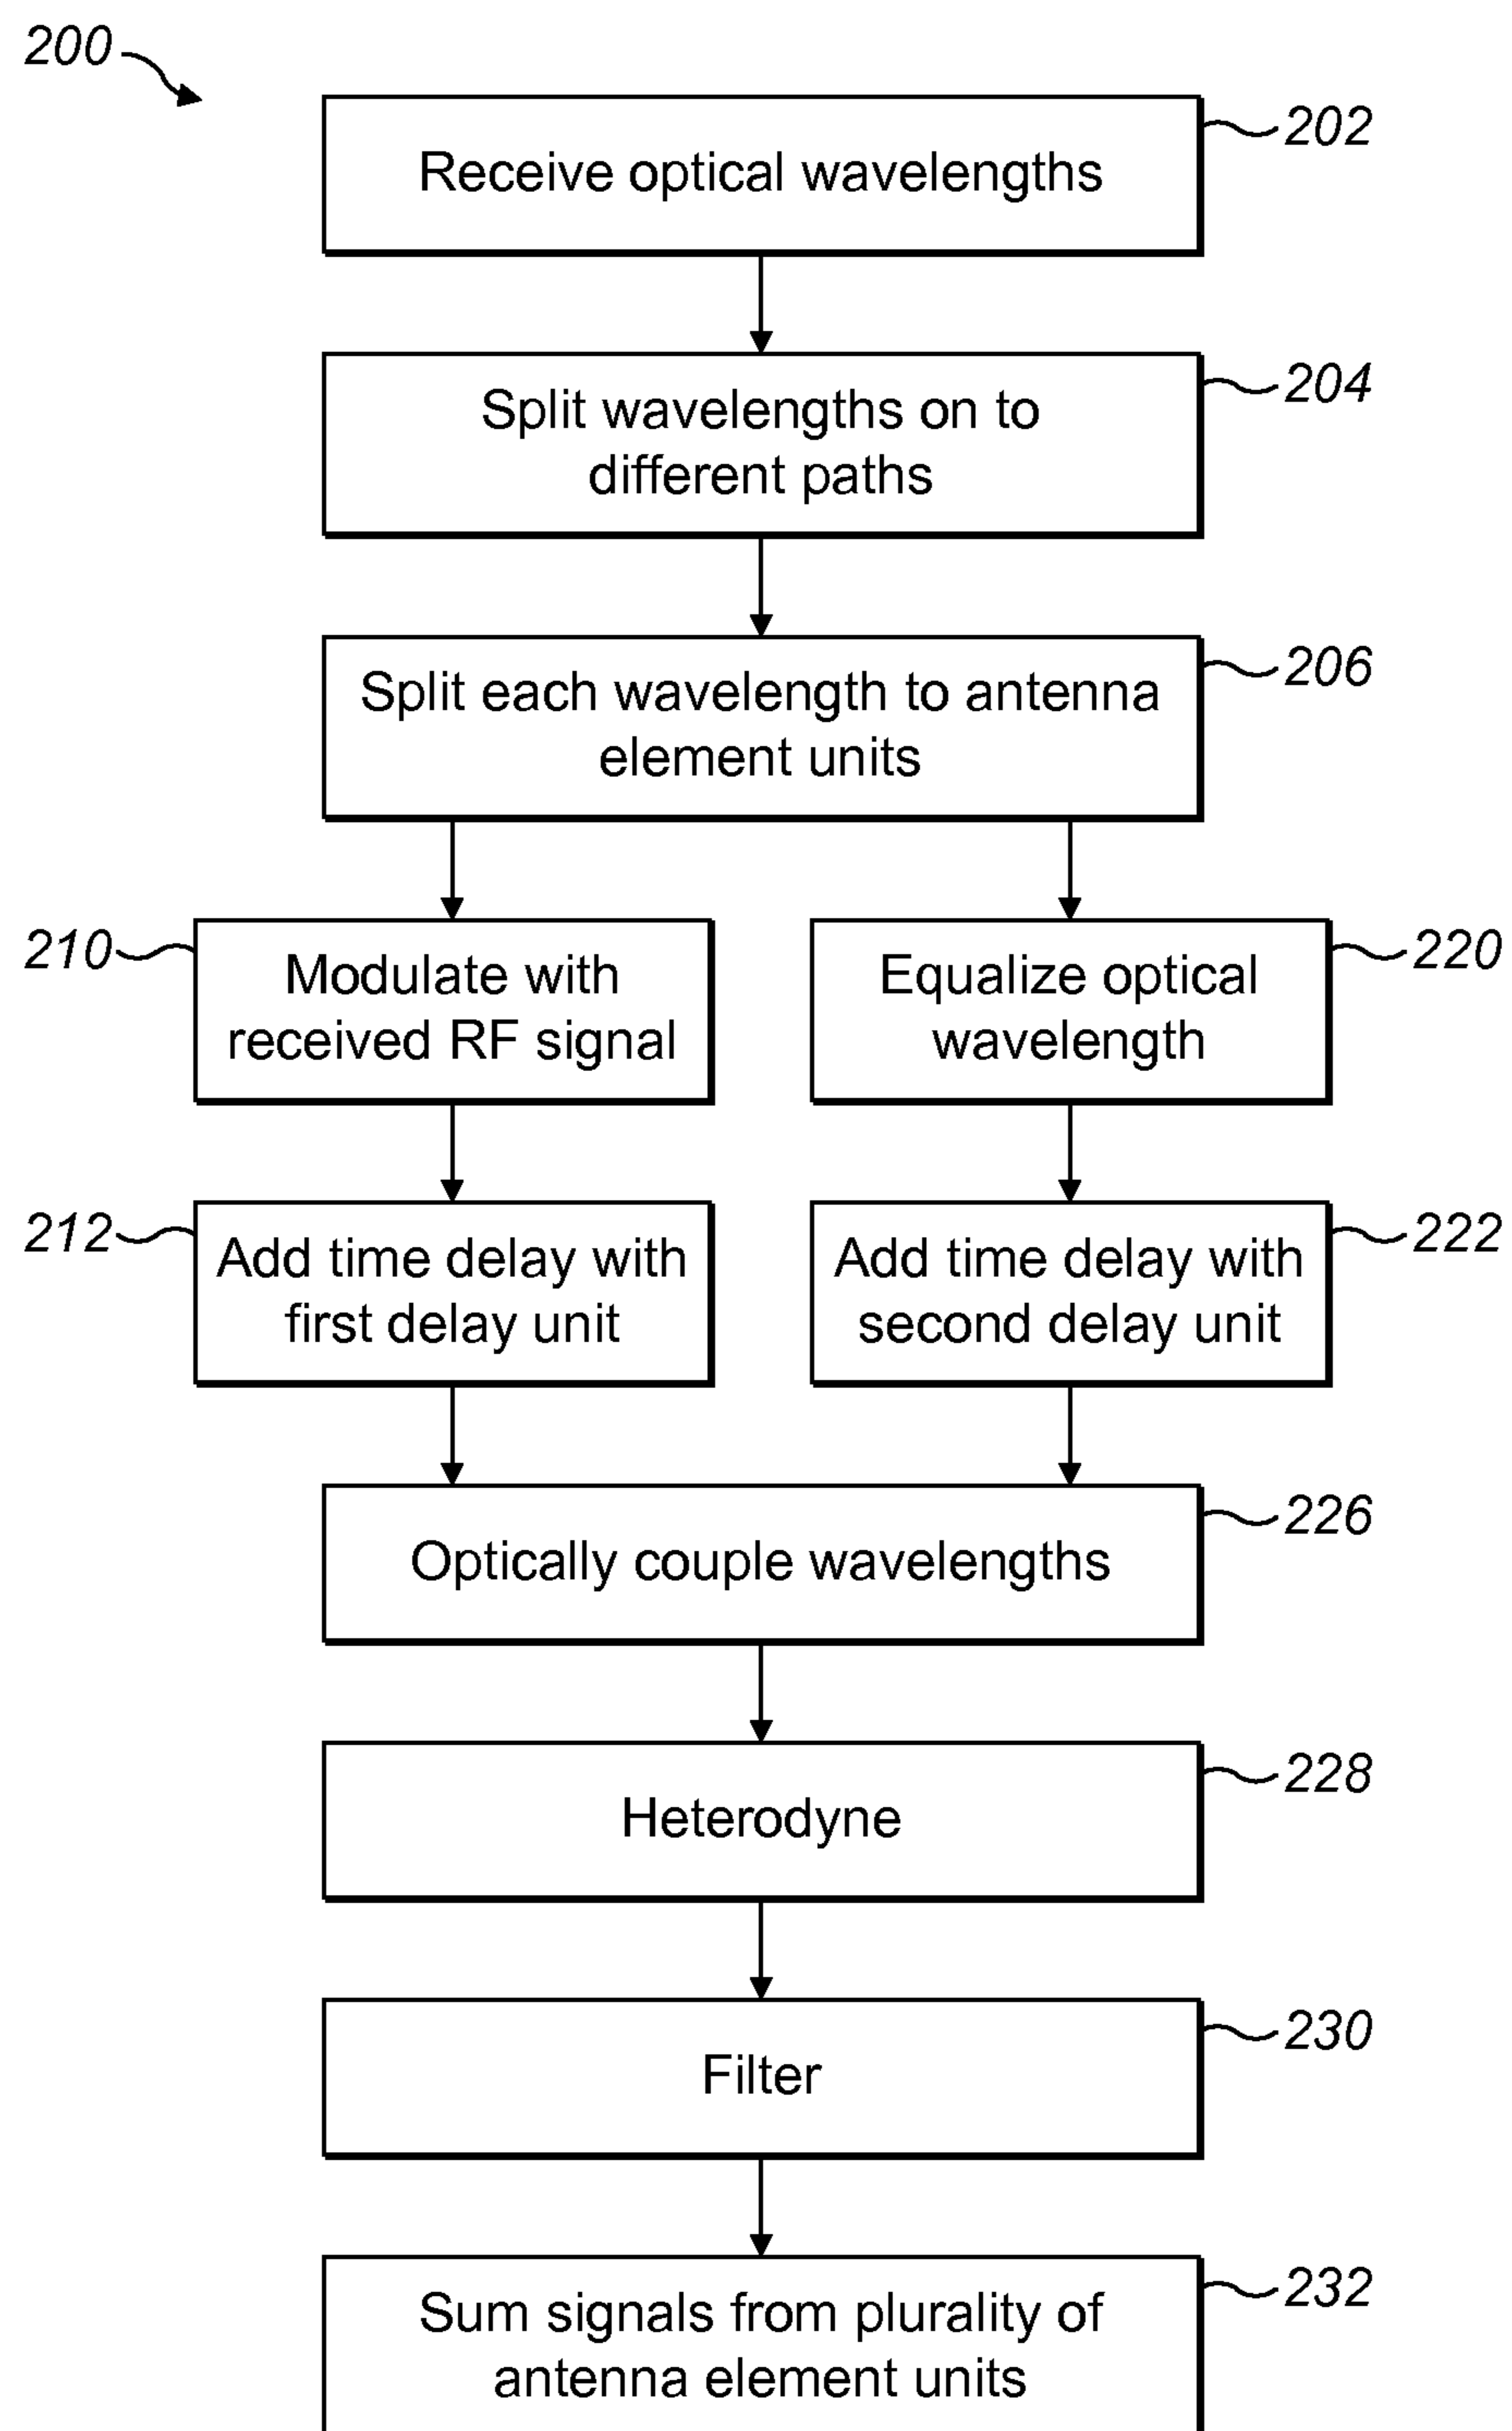 200
202
Receive optical wavelengths
204
Split wavelengths on to
different paths
206
Split each wavelength to antenna
element units
210
Modulate with
received RF signal
220
Equalize optical
wavelength
212
Add time delay with
first delay unit
222
Add time delay with
second delay unit
226
Optically couple wavelengths
228
Heterodyne
230
Filter
232
Sum signals from plurality of
antenna element units